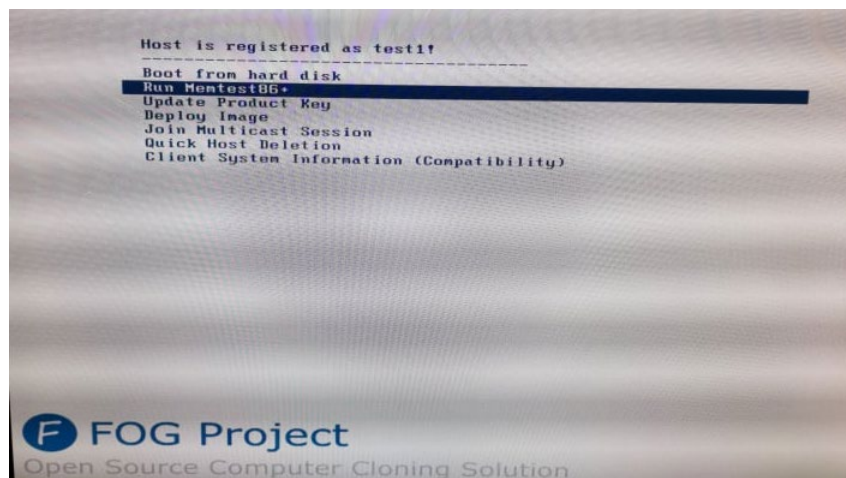 Host is registered as test1!
Boot from hard disk
Run Memtest86+
Update Product Key
Deploy Image
Join Multicast Session
Quick Host Deletion
Client System Information (Compatibility)
F FOG Project
Open Source Computer Cloning Solution